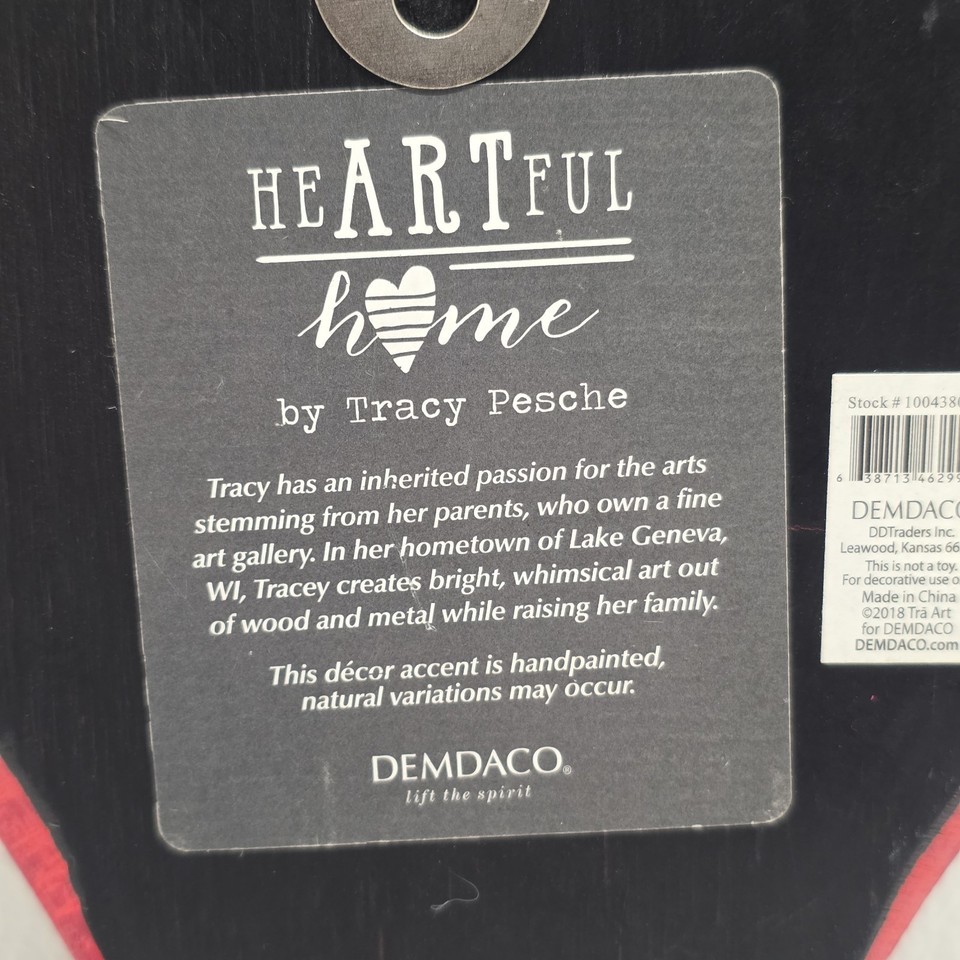 HEARTFUL
home
by Tracy Pesche
Tracy has an inherited passion for the arts
stemming from her parents, who own a fine
art gallery. In her hometown of Lake Geneva,
WI, Tracey creates bright, whimsical art out
of wood and metal while raising her family.
This décor accent is handpainted,
natural variations may occur.
DEMDACO®
lift the spirit
Stock # 100438
6 38713 46299
DEMDACO
DDTraders Inc.
Leawood, Kansas 66
This is not a toy.
For decorative use
Made in China
©2018 Tra Art
for DEMDACO
DEMDACO.com